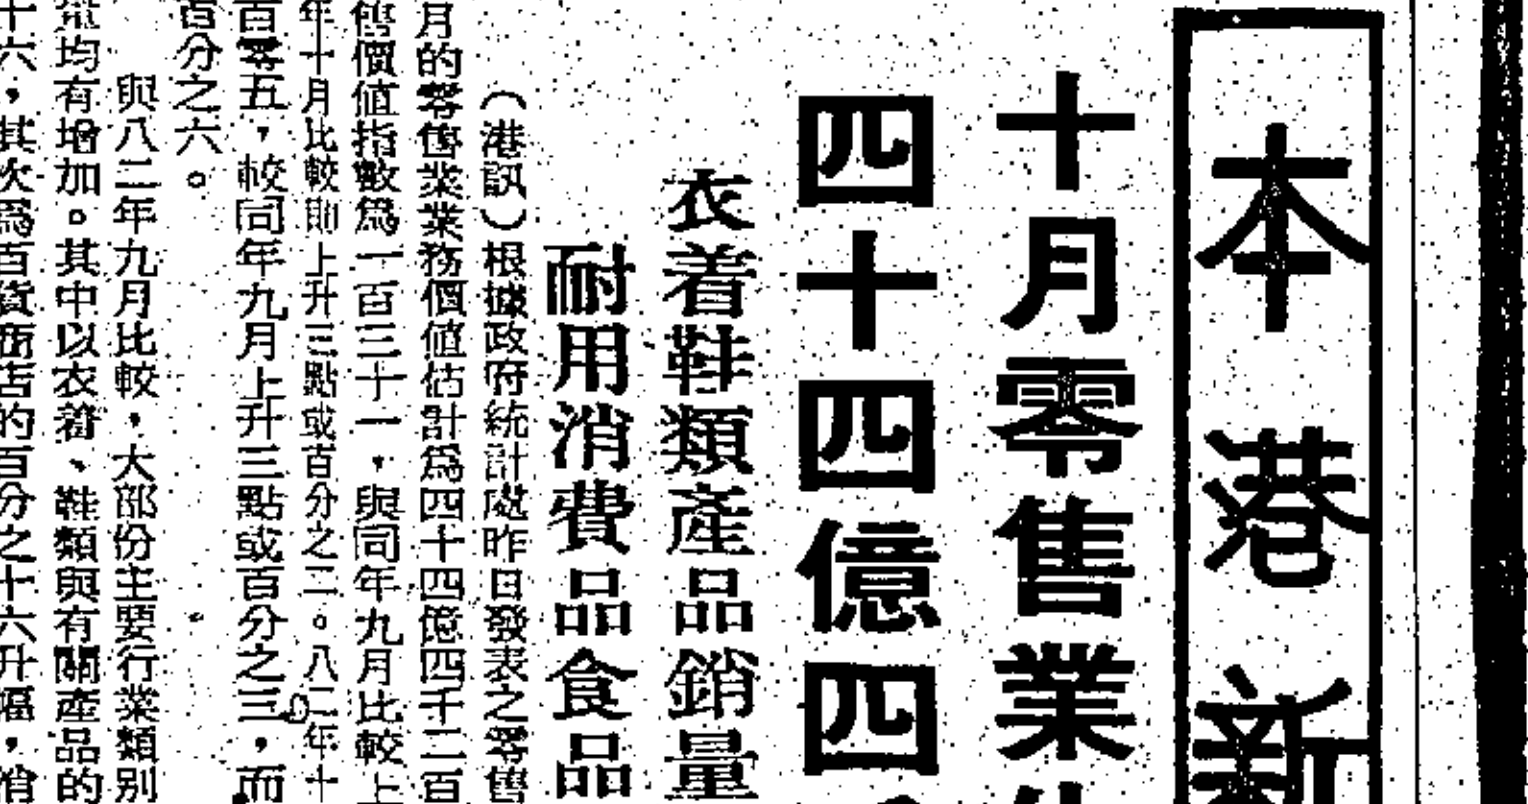 本港新
十月零售業
四十四億四
衣着鞋類產品銷量
耐用消費品食品
（港訊）根據政府統計處昨日發表之零售
月的零售業業務價值估計爲四十四億四千二百
售價值指數爲一百三十一，與同年九月比較上
年十月比較則上升三點或百分之二。八二年十
百零五，較同年九月上升三點或百分之三，而
百分之六。
與八二年九月比較，大部份主要行業類別
均有增加。其中以衣着、鞋類與有關產品的
十六，其次爲百貨商店的百分之十六升幅，